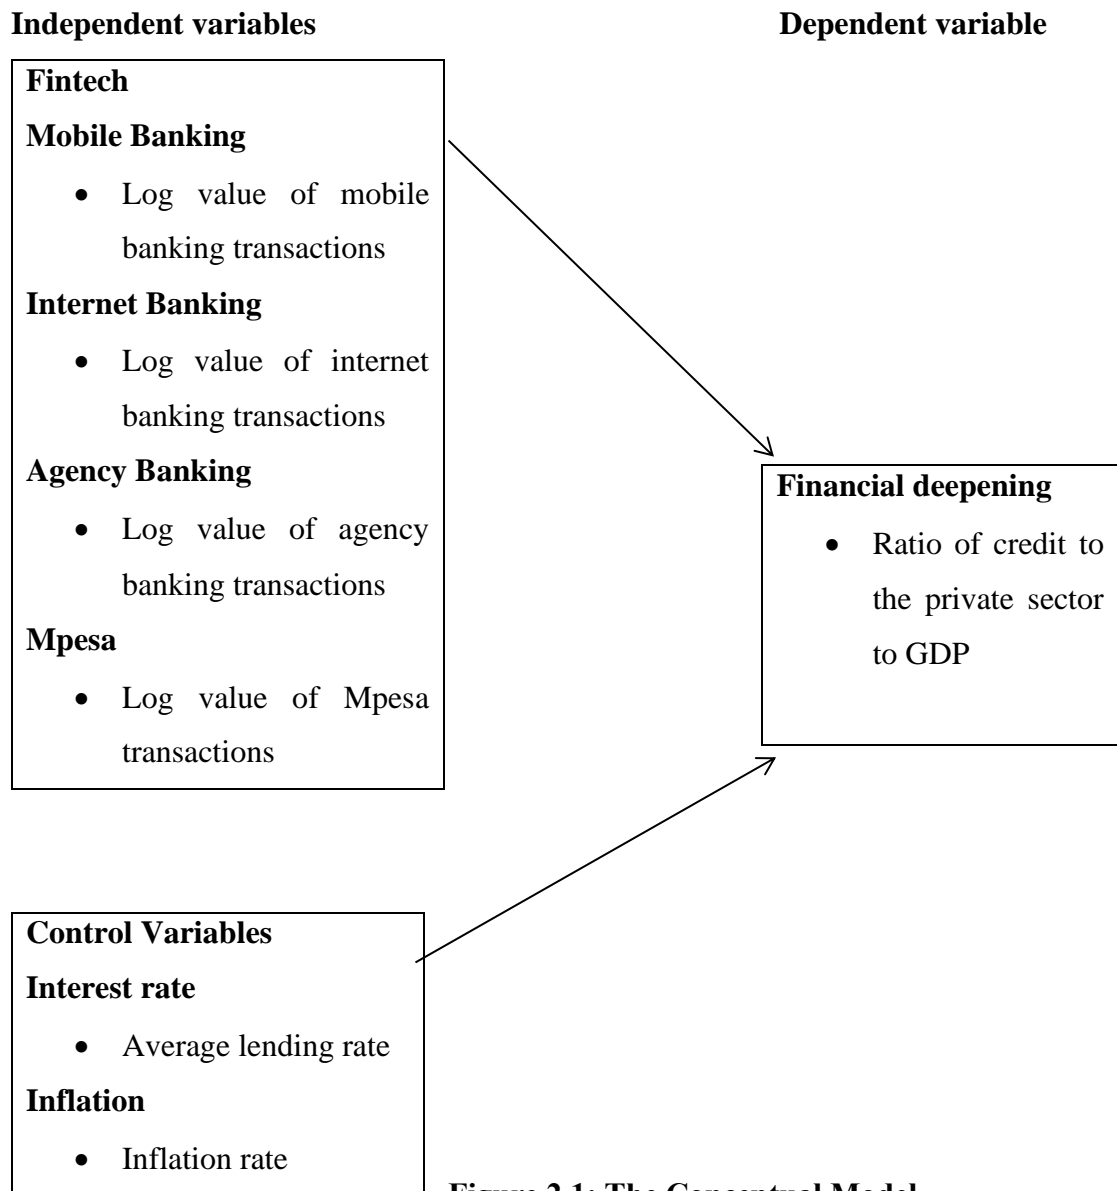 Independent variables
Dependent variable
Fintech
Mobile Banking
• Log value of mobile
banking transactions
Internet Banking
• Log value of internet
banking transactions
Agency Banking
• Log value of agency
banking transactions
Mpesa
• Log value of Mpesa
transactions
Financial deepening
• Ratio of credit to
the private sector
to GDP
Control Variables
Interest rate
• Average lending rate
Inflation
• Inflation rate
Figure 2.1: The Conceptual Model